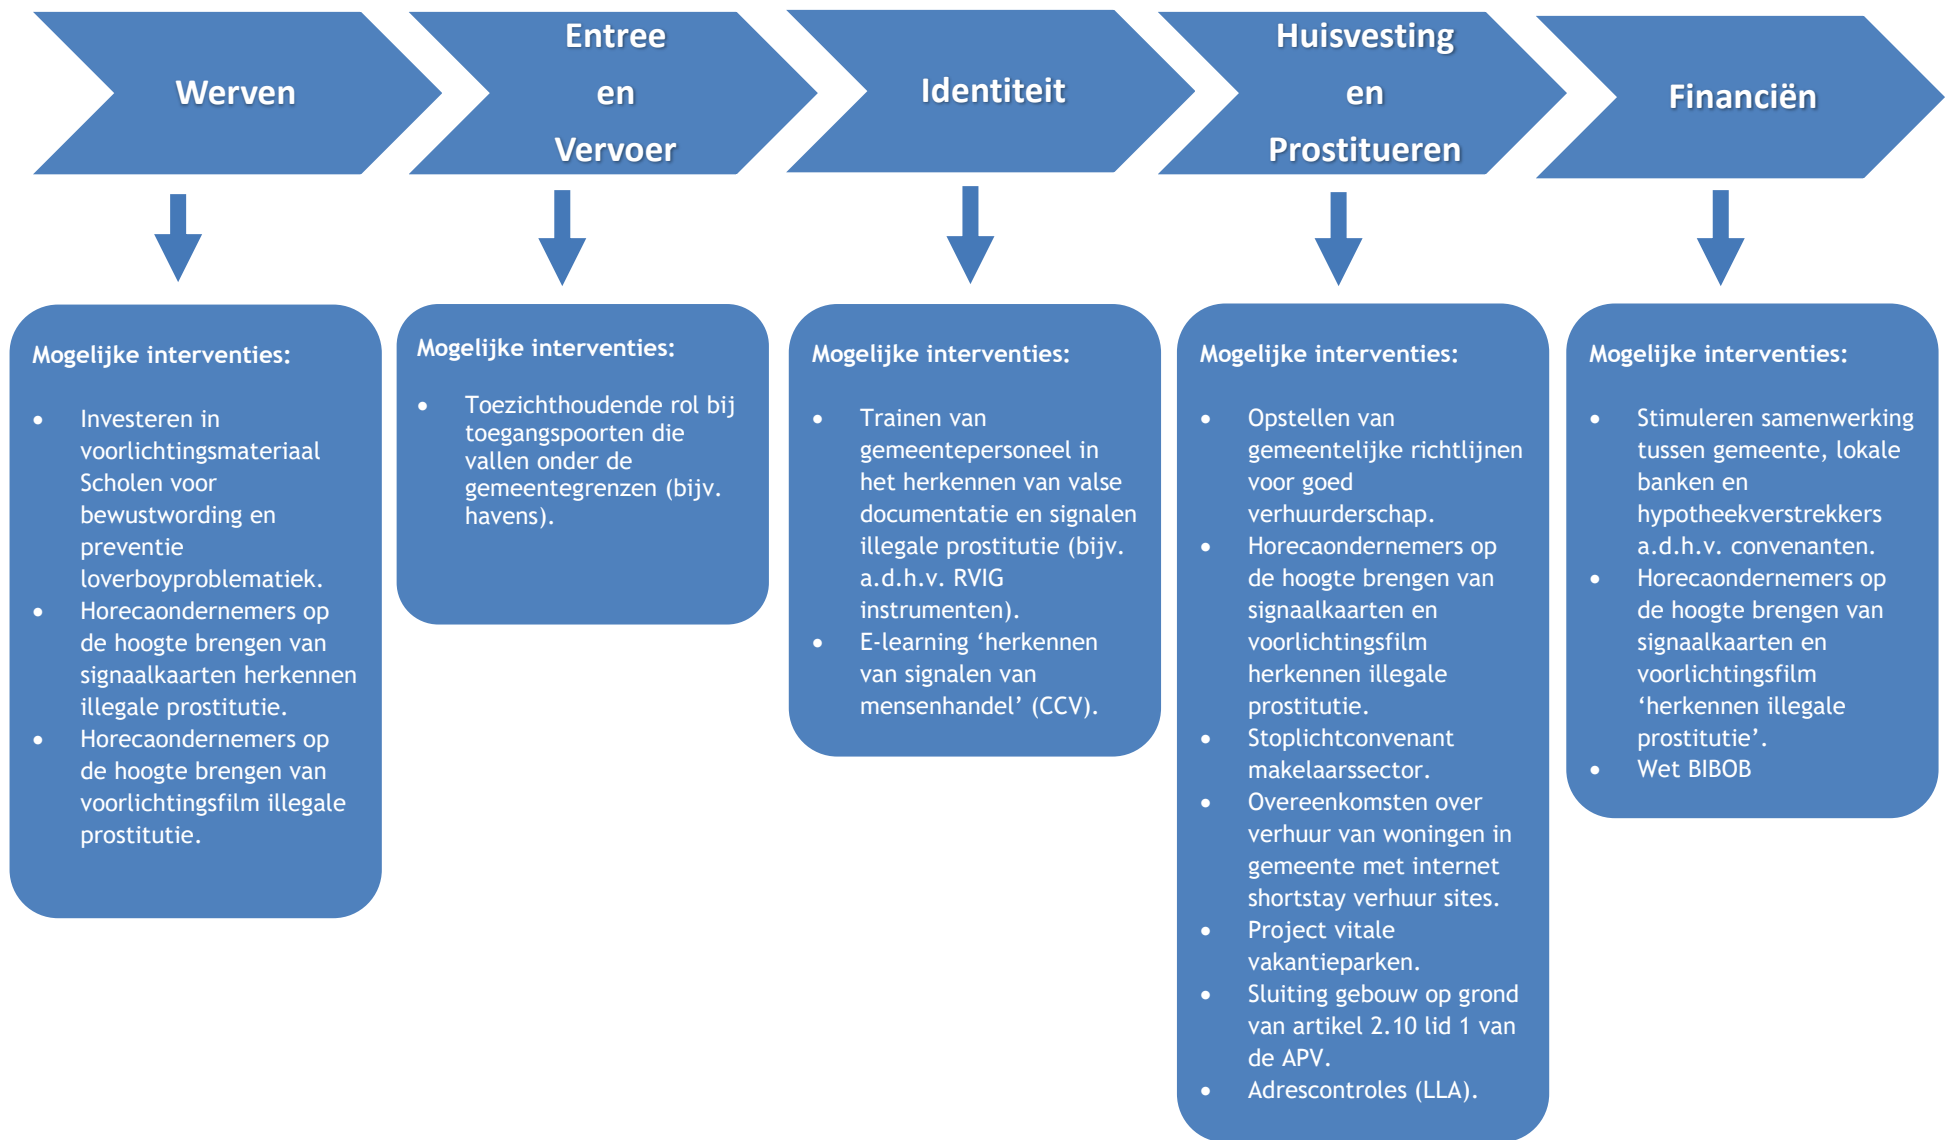 Werven
Entree
en
Vervoer
Identiteit
Huisvesting
en
Prostitueren
Financiën
Mogelijke interventies:
• Investeren in
voorlichtingsmateriaal
Scholen voor
bewustwording en
preventie
loverboyproblematiek.
• Horecaondernemers op
de hoogte brengen van
signaalkaarten herkennen
illegale prostitutie.
• Horecaondernemers op
de hoogte brengen van
voorlichtingsfilm illegale
prostitutie.
Mogelijke interventies:
• Toezichthoudende rol bij
toegangspoorten die
vallen onder de
gemeentegrenzen (bijv.
havens).
Mogelijke interventies:
• Trainen van
gemeentepersoneel in
het herkennen van valse
documentatie en signalen
illegale prostitutie (bijv.
a.d.h.v. RVIG
instrumenten).
• E-learning ‘herkennen
van signalen van
mensenhandel’ (CCV).
Mogelijke interventies:
• Opstellen van
gemeentelijke richtlijnen
voor goed
verhuurderschap.
• Horecaondernemers op
de hoogte brengen van
signaalkaarten en
voorlichtingsfilm
herkennen illegale
prostitutie.
• Stoplichtconvenant
makelaarssector.
• Overeenkomsten over
verhuur van woningen in
gemeente met internet
shortstay verhuur sites.
• Project vitale
vakantieparken.
• Sluiting gebouw op grond
van artikel 2.10 lid 1 van
de APV.
• Adrescontroles (LLA).
Mogelijke interventies:
• Stimuleren samenwerking
tussen gemeente, lokale
banken en
hypotheekverstrekkers
a.d.h.v. convenanten.
• Horecaondernemers op
de hoogte brengen van
signaalkaarten en
voorlichtingsfilm
‘herkennen illegale
prostitutie’.
• Wet BIBOB